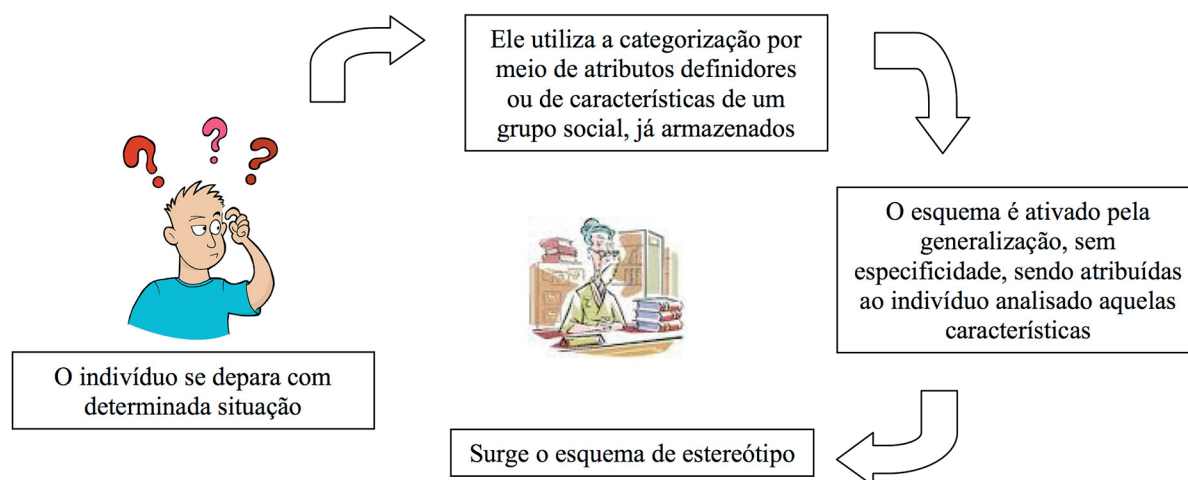 Ele utiliza a categorização por
meio de atributos definidores
ou de características de um
grupo social, já armazenados
O esquema é ativado pela
generalização, sem
especificidade, sendo atribuídas
ao indivíduo analisado aquelas
características
O indivíduo se depara com
determinada situação
Surge o esquema de estereótipo